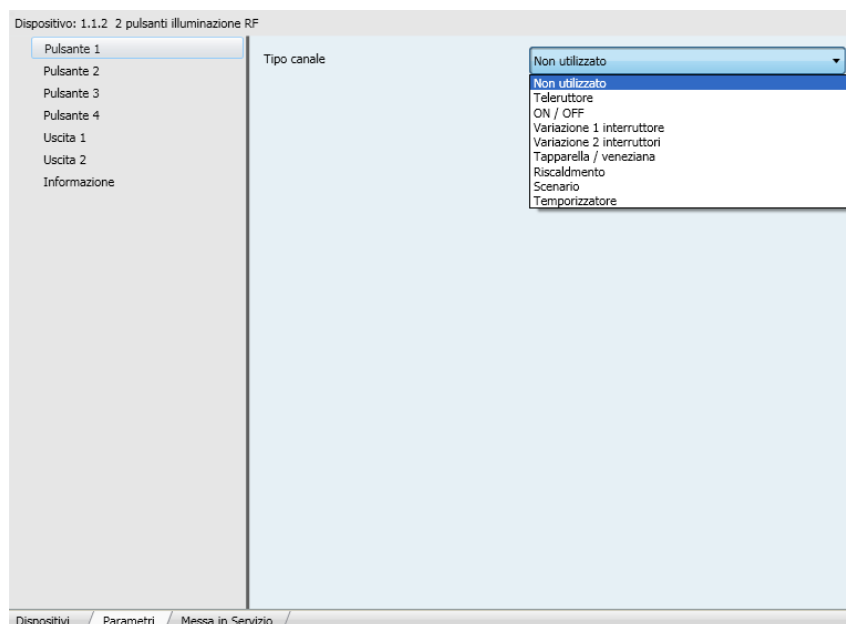 Dispositivo: 1.1.2 2 pulsanti illuminazione RF
Pulsante 1
Pulsante 2
Pulsante 3
Pulsante 4
Uscita 1
Uscita 2
Informazione
Tipo canale
Non utilizzato
Non utilizzato
Teleruttore
ON / OFF
Variazione 1 interruttore
Variazione 2 interruttori
Tapparella / veneziana
Riscaldmento
Scenario
Temporizzatore
Dispositivi / Parametri / Messa in Servizio /